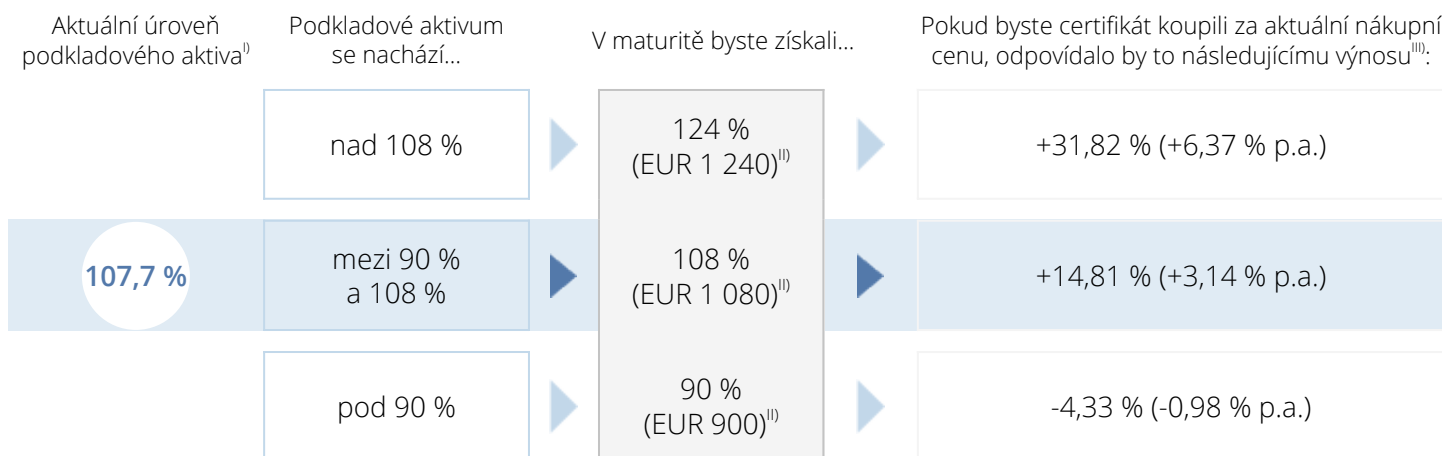 Aktuální úroveň
podkladového aktiva I)
Podkladové aktivum
se nachází...
V maturitě byste získali...
Pokud byste certifikát koupili za aktuální nákupní
cenu, odpovídalo by to následujícímu výnosu III):
nad 108 %
124 %
(EUR 1 240) II)
+31,82 % (+6,37 % p.a.)
107,7 %
mezi 90 %
a 108 %
108 %
(EUR 1 080) II)
+14,81 % (+3,14 % p.a.)
pod 90 %
90 %
(EUR 900) II)
-4,33 % (-0,98 % p.a.)